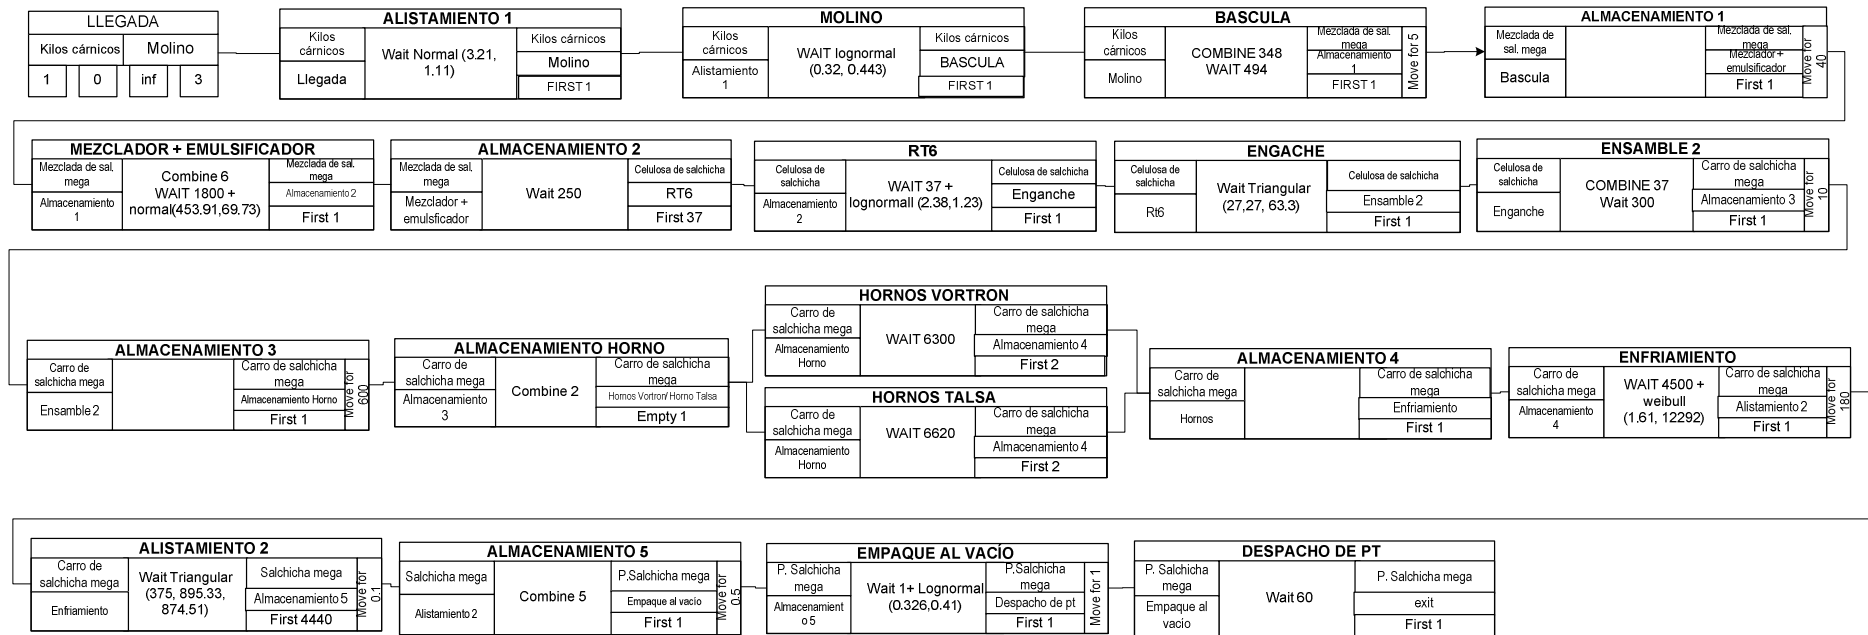 LLEGADA
Kilos cárnicos
Molino
1
0
inf
3
ALISTAMIENTO 1
Kilos
cárnicos
Llegada
Wait Normal (3.21,
1.11)
Kilos cárnicos
Molino
FIRST 1
MOLINO
Kilos
cárnicos
Alistamiento
1
WAIT lognormal
(0.32, 0.443)
Kilos cárnicos
BASCULA
FIRST 1
BASCULA
Kilos
cárnicos
Molino
COMBINE 348
WAIT 494
Mezclada de sal.
mega
Almacenamiento
1
FIRST 1
Move for 5
ALMACENAMIENTO 1
Mezclada de
sal. mega
Bascula
Mezclada de sal.
mega
Mezclador +
emulsificador
First 1
Move for
40
MEZCLADOR + EMULSIFICADOR
Mezclada de sal.
mega
Almacenamiento
1
Combine 6
WAIT 1800 +
normal(453.91,69.73)
Mezclada de sal.
mega
Almacenamiento 2
First 1
ALMACENAMIENTO 2
Mezclada de sal.
mega
Mezclador +
emulsficador
Wait 250
Celulosa de salchicha
RT6
First 37
RT6
Celulosa de
salchicha
Almacenamiento
2
WAIT 37 +
lognormall (2.38,1.23)
Celulosa de salchicha
Enganche
First 1
ENGACHE
Celulosa de
salchicha
Rt6
Wait Triangular
(27,27, 63.3)
Celulosa de salchicha
Ensamble 2
First 1
ENSAMBLE 2
Celulosa de
salchicha
Enganche
COMBINE 37
Wait 300
Carro de salchicha
mega
Almacenamiento 3
First 1
Move for
10
ALMACENAMIENTO 3
Carro de
salchicha mega
Ensamble 2
Carro de salchicha
mega
Almacenamiento Horno
First 1
Move for
600
ALMACENAMIENTO HORNO
Carro de
salchicha mega
Almacenamiento
3
Combine 2
Carro de salchicha
mega
Hornos Vortron/ Horno Talsa
Empty 1
HORNOS VORTRON
Carro de
salchicha mega
Almacenamiento
Horno
WAIT 6300
Carro de salchicha
mega
Almacenamiento 4
First 2
HORNOS TALSA
Carro de
salchicha mega
Almacenamiento
Horno
WAIT 6620
Carro de salchicha
mega
Almacenamiento 4
First 2
ALMACENAMIENTO 4
Carro de
salchicha mega
Hornos
Carro de salchicha
mega
Enfriamiento
First 1
ENFRIAMIENTO
Carro de
salchicha mega
Almacenamiento
4
WAIT 4500 +
weibull
(1.61, 12292)
Carro de salchicha
mega
Alistamiento 2
First 1
Move for
180
ALISTAMIENTO 2
Carro de
salchicha mega
Enfriamiento
Wait Triangular
(375, 895.33,
874.51)
Salchicha mega
Almacenamiento 5
First 4440
Move for
0.1
ALMACENAMIENTO 5
Salchicha mega
Alistamiento 2
Combine 5
P.Salchicha mega
Empaque al vacio
First 1
Move for
0.5
EMPAQUE AL VACÍO
P. Salchicha
mega
Almacenamient
o 5
Wait 1+ Lognormal
(0.326,0.41)
P.Salchicha
mega
Despacho de pt
First 1
Move for 1
DESPACHO DE PT
P. Salchicha
mega
Empaque al
vacio
Wait 60
P. Salchicha mega
exit
First 1